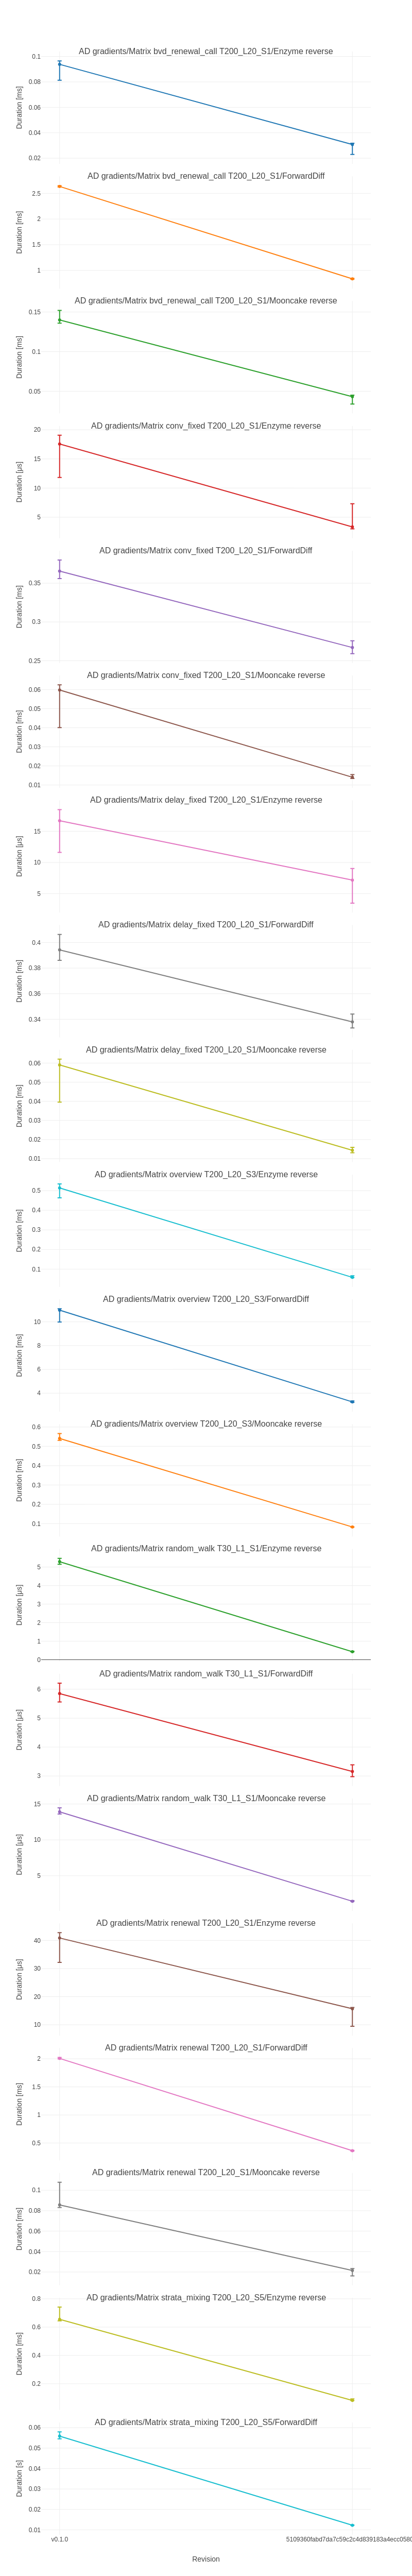 AD gradients/Matrix bvd_renewal_call T200_L20_S1/Enzyme reverse
Duration [ms]
0.1
0.08
0.06
0.04
0.02
AD gradients/Matrix bvd_renewal_call T200_L20_S1/ForwardDiff
Duration [ms]
2.5
2
1.5
1
AD gradients/Matrix bvd_renewal_call T200_L20_S1/Mooncake reverse
Duration [ms]
0.15
0.1
0.05
AD gradients/Matrix conv_fixed T200_L20_S1/Enzyme reverse
Duration [μs]
20
15
10
5
AD gradients/Matrix conv_fixed T200_L20_S1/ForwardDiff
Duration [ms]
0.35
0.3
0.25
AD gradients/Matrix conv_fixed T200_L20_S1/Mooncake reverse
Duration [ms]
0.06
0.05
0.04
0.03
0.02
0.01
AD gradients/Matrix delay_fixed T200_L20_S1/Enzyme reverse
Duration [μs]
15
10
5
AD gradients/Matrix delay_fixed T200_L20_S1/ForwardDiff
Duration [ms]
0.4
0.38
0.36
0.34
AD gradients/Matrix delay_fixed T200_L20_S1/Mooncake reverse
Duration [ms]
0.06
0.05
0.04
0.03
0.02
0.01
AD gradients/Matrix overview T200_L20_S3/Enzyme reverse
Duration [ms]
0.5
0.4
0.3
0.2
0.1
AD gradients/Matrix overview T200_L20_S3/ForwardDiff
Duration [ms]
10
8
6
4
AD gradients/Matrix overview T200_L20_S3/Mooncake reverse
Duration [ms]
0.6
0.5
0.4
0.3
0.2
0.1
AD gradients/Matrix random_walk T30_L1_S1/Enzyme reverse
Duration [μs]
5
4
3
2
1
0
AD gradients/Matrix random_walk T30_L1_S1/ForwardDiff
Duration [μs]
6
5
4
3
AD gradients/Matrix random_walk T30_L1_S1/Mooncake reverse
Duration [μs]
15
10
5
AD gradients/Matrix renewal T200_L20_S1/Enzyme reverse
Duration [μs]
40
30
20
10
AD gradients/Matrix renewal T200_L20_S1/ForwardDiff
Duration [ms]
2
1.5
1
0.5
AD gradients/Matrix renewal T200_L20_S1/Mooncake reverse
Duration [ms]
0.1
0.08
0.06
0.04
0.02
AD gradients/Matrix strata_mixing T200_L20_S5/Enzyme reverse
Duration [ms]
0.8
0.6
0.4
0.2
AD gradients/Matrix strata_mixing T200_L20_S5/ForwardDiff
Duration [s]
0.06
0.05
0.04
0.03
0.02
0.01
v0.1.0
5109360fabd7da7c59c2c4d839183a4ecc0580
Revision